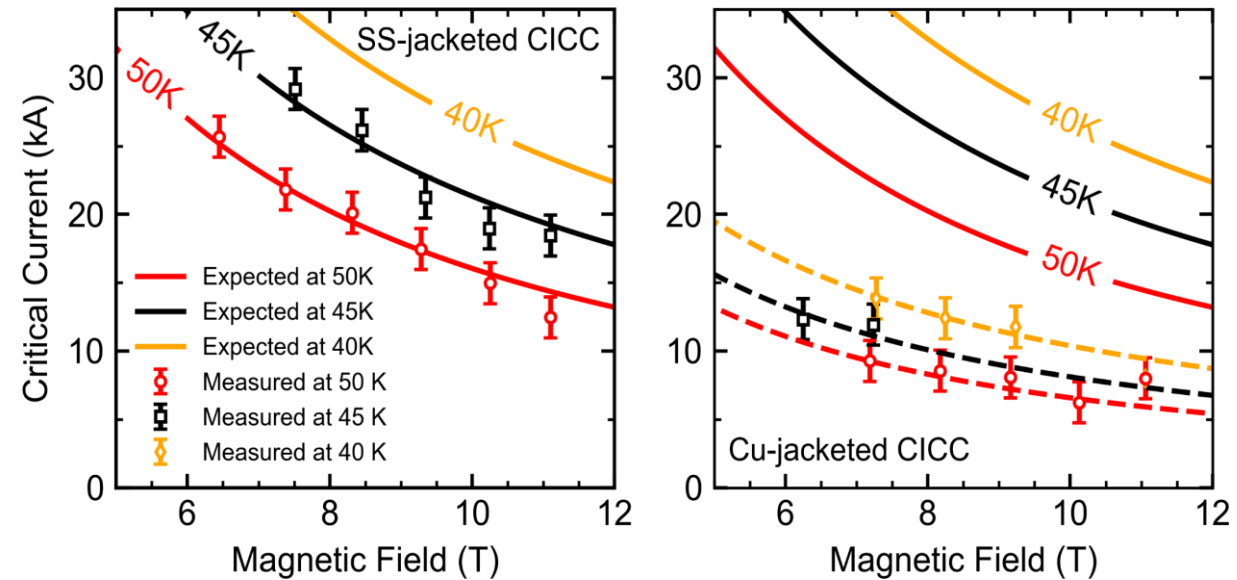 SS-jacketed CICC
45K
50K
40K
Expected at 50K
Expected at 45K
Expected at 40K
Measured at 50 K
Measured at 45 K
Measured at 40 K
Critical Current (kA)
30
20
10
0
6
8
10
12
Magnetic Field (T)
40K
45K
50K
Cu-jacketed CICC
30
20
10
0
6
8
10
12
Magnetic Field (T)